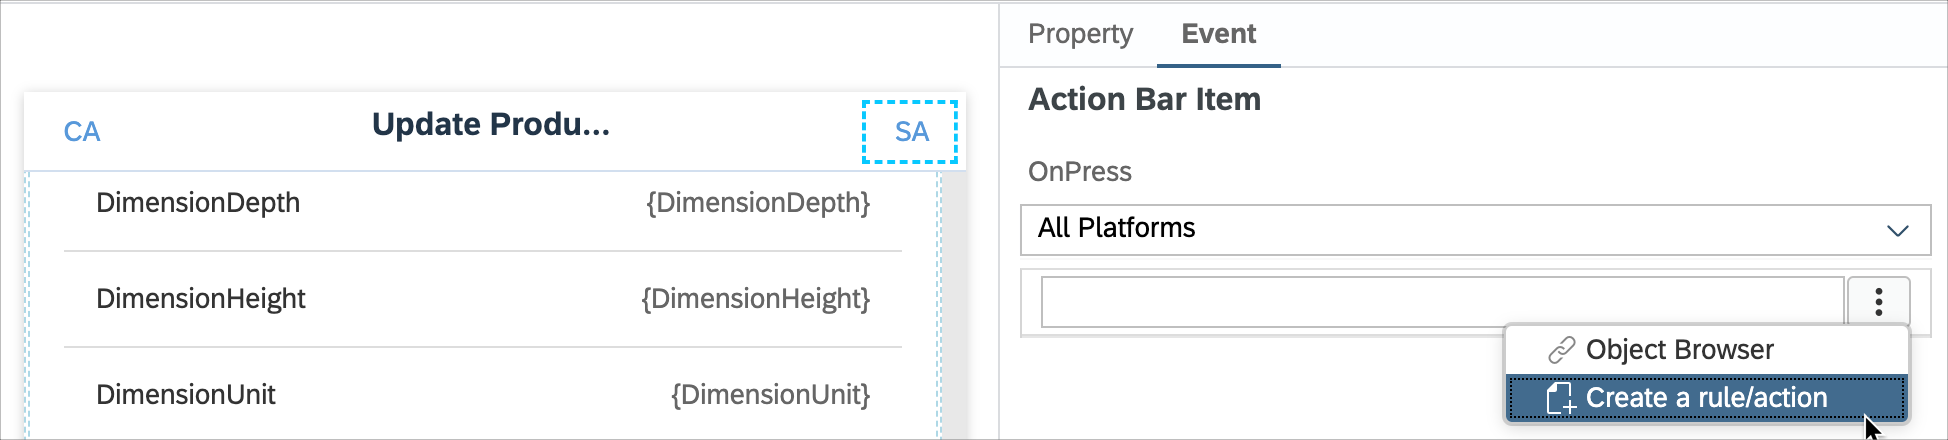 CA
Update Produ...
SA
DimensionDepth
{DimensionDepth}
DimensionHeight
{DimensionHeight}
DimensionUnit
{DimensionUnit}
Property
Event
Action Bar Item
OnPress
All Platforms
Object Browser
Create a rule/action